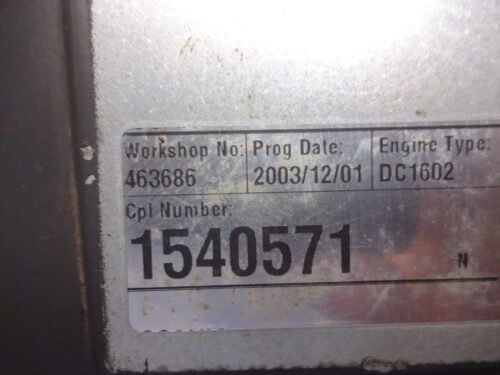 Workshop No: Prog Date: Engine Type:
463686 2003/12/01 DC1602
Cpl Number:
1540571 N